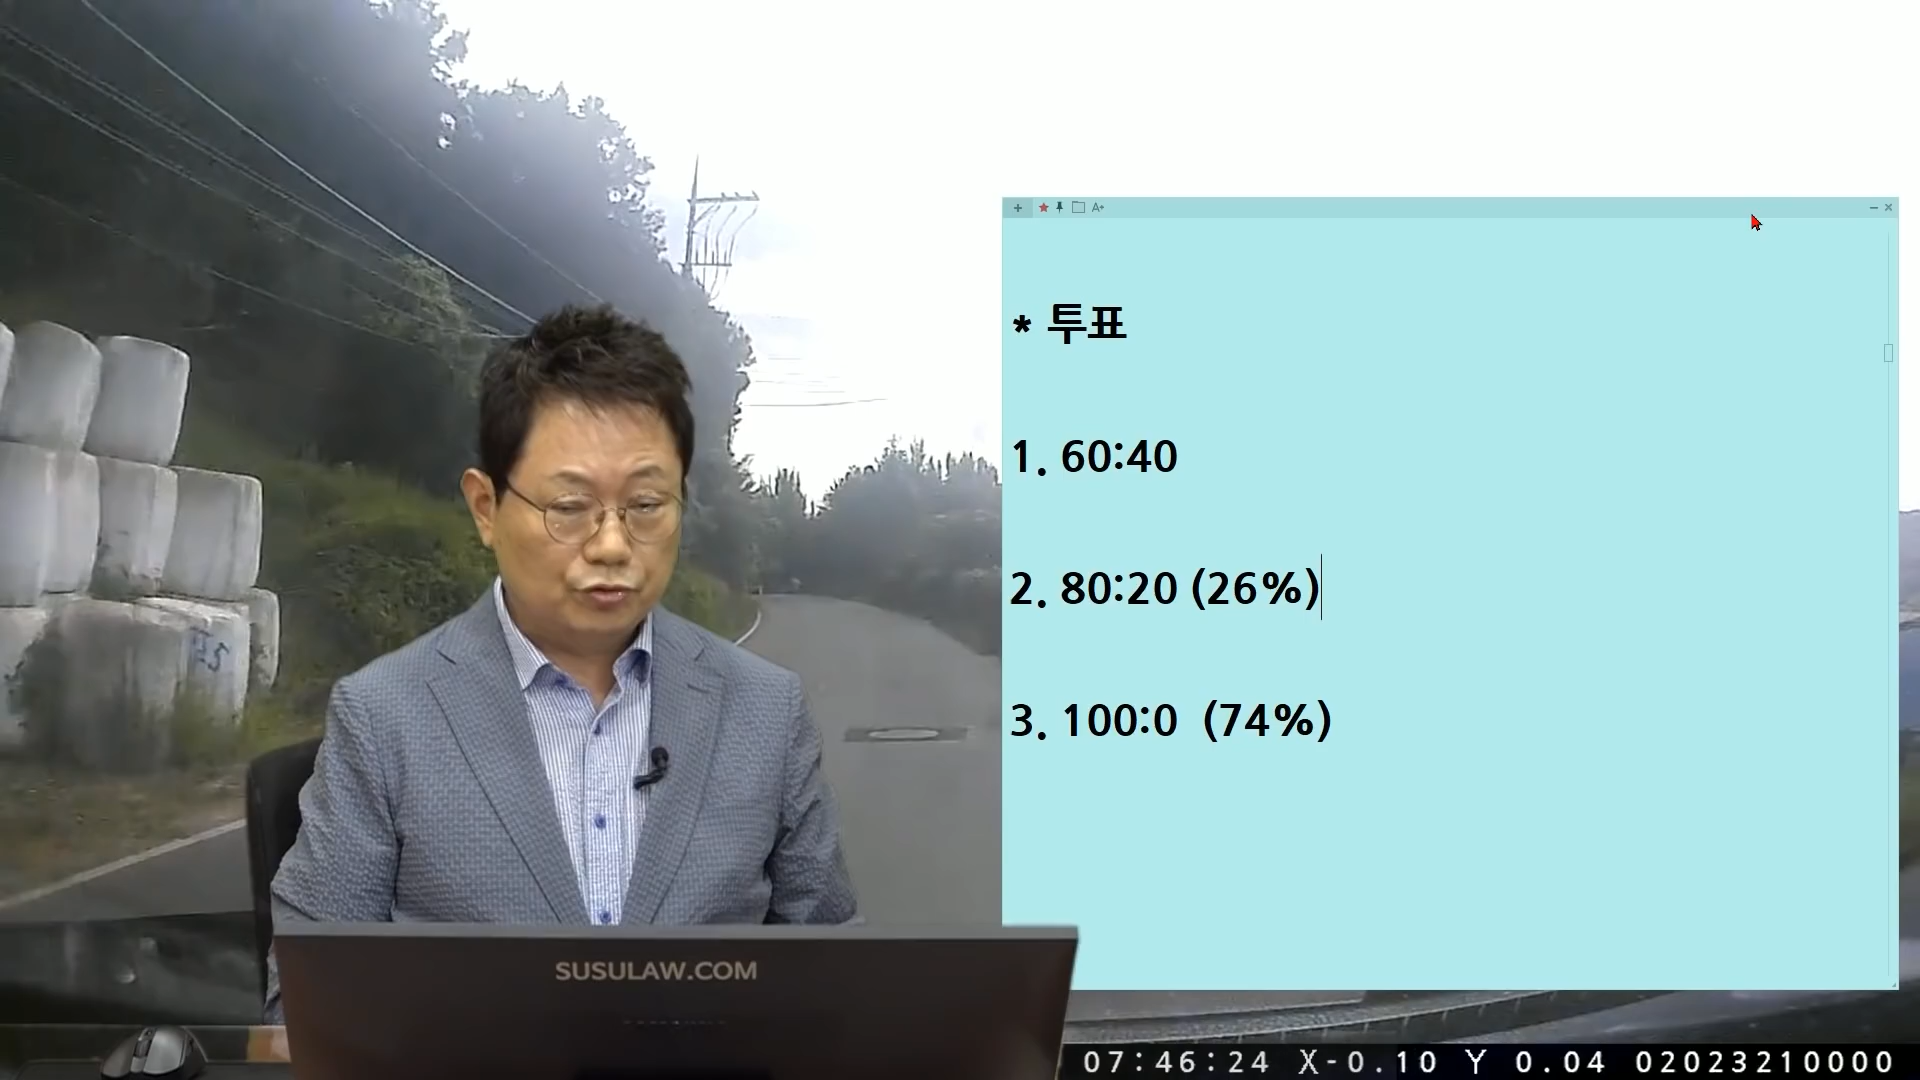 * 투표
1. 60:40
2. 80:20 (26%)
3. 100:0 (74%)
SUSULAW.COM
07:46:24 X-0.10 Y 0.04 02023210000